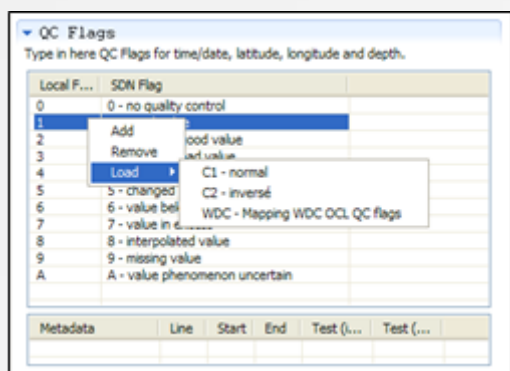 QC Flags
Type in here QC Flags for time/date, latitude, longitude and depth.
Local F... SDN Flag
0 0 - no quality control
1
2 ood value
3 ad value
4
5 5 - changed
6 6 - value bel
7 7 - value in
8 8 - interpolated value
9 9 - missing value
A A - value phenomenon uncertain
Add
Remove
Load
C1 - normal
C2 - inversé
WDC - Mapping WDC OCL QC flags
Metadata Line Start End Test (i... Test (...